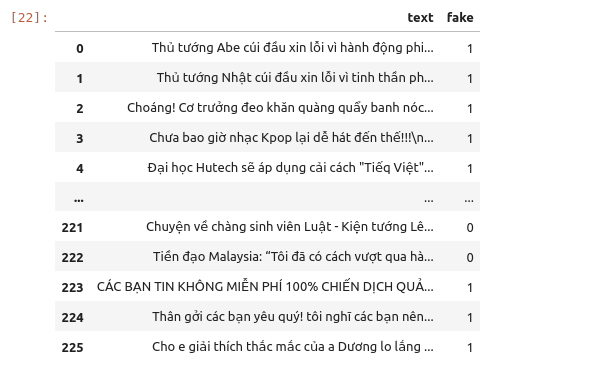 [22]: text fake
0 Thủ tướng Abe cúi đầu xin lỗi vì hành động phi... 1
1 Thủ tướng Nhật cúi đầu xin lỗi vì tinh thần ph... 1
2 Choáng! Cơ trưởng đeo khăn quàng quẩy banh nóc... 1
3 Chưa bao giờ nhạc Kpop lại dễ hát đến thế!!!\n... 1
4 Đại học Hutech sẽ áp dụng cải cách "Tiếq Việt"... 1
... ... ...
221 Chuyện về chàng sinh viên Luật - Kiện tướng Lê... 0
222 Tiền đạo Malaysia: “Tôi đã có cách vượt qua hà... 0
223 CÁC BẠN TIN KHÔNG MIỄN PHÍ 100% CHIẾN DỊCH QUẢ... 1
224 Thân gởi các bạn yêu quý! tôi nghĩ các bạn nên... 1
225 Cho e giải thích thắc mắc của a Dương lo lắng ... 1